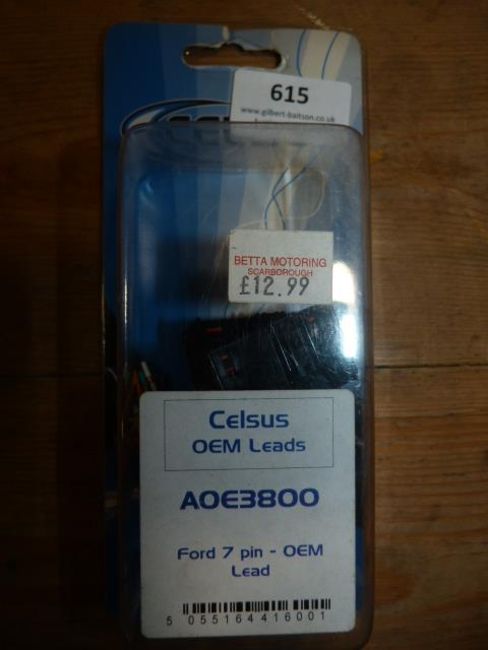 615
www.gilbert-baitson.co.uk
BETTA MOTORING
SCARBOROUGH
£12.99
Celsus
OEM Leads
AOE3800
Ford 7 pin - OEM
Lead
5 055164 416001